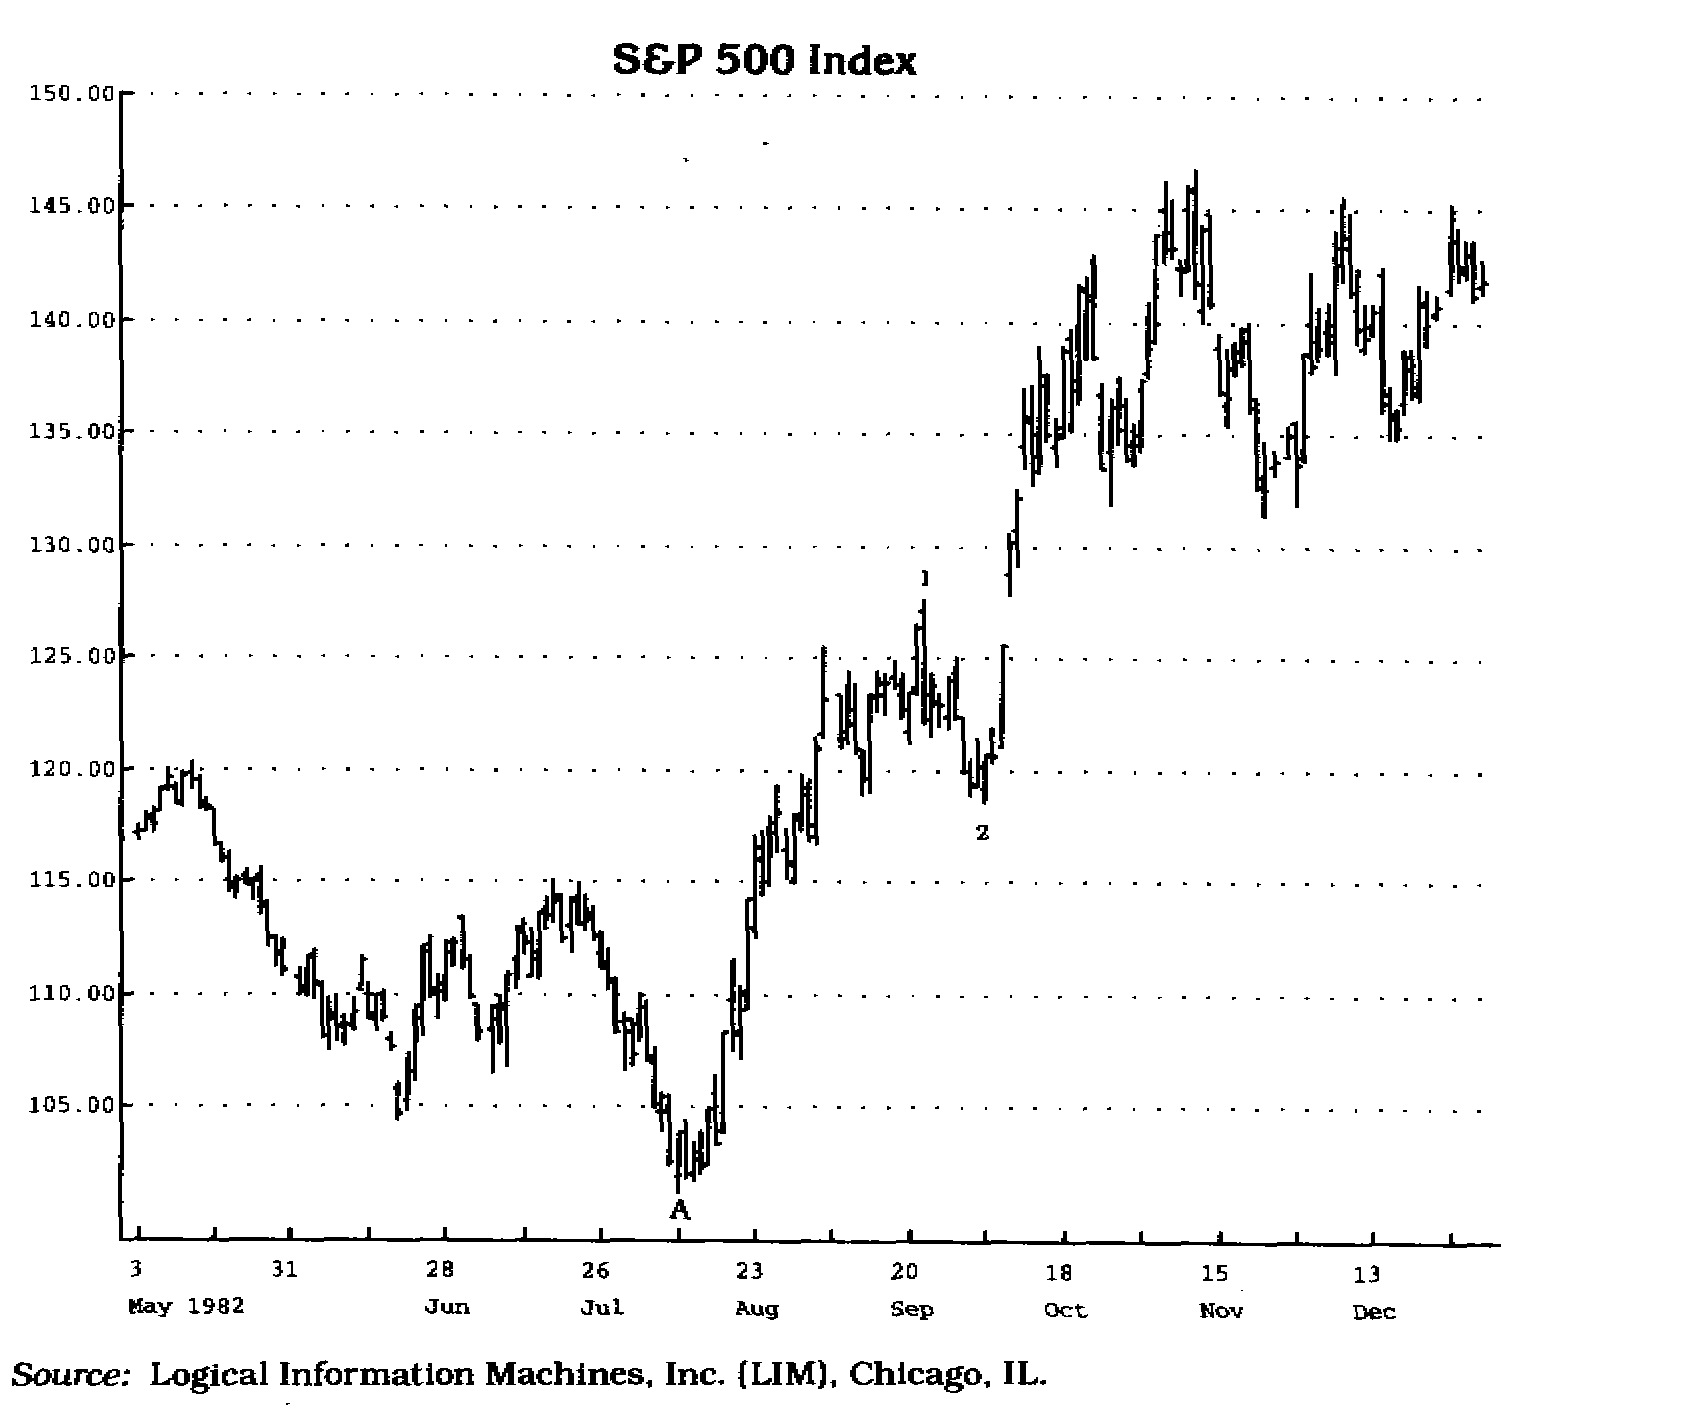 S&P 500 Index
150.00
145.00
140.00
135.00
130.00
1
125.00
120.00
2
115.00
110.00
105.00
A
3 31 28 26 23 20 18 15 13
May 1982 Jun Jul Aug Sep Oct Nov Dec
Source: Logical Information Machines, Inc. (LIM), Chicago, IL.